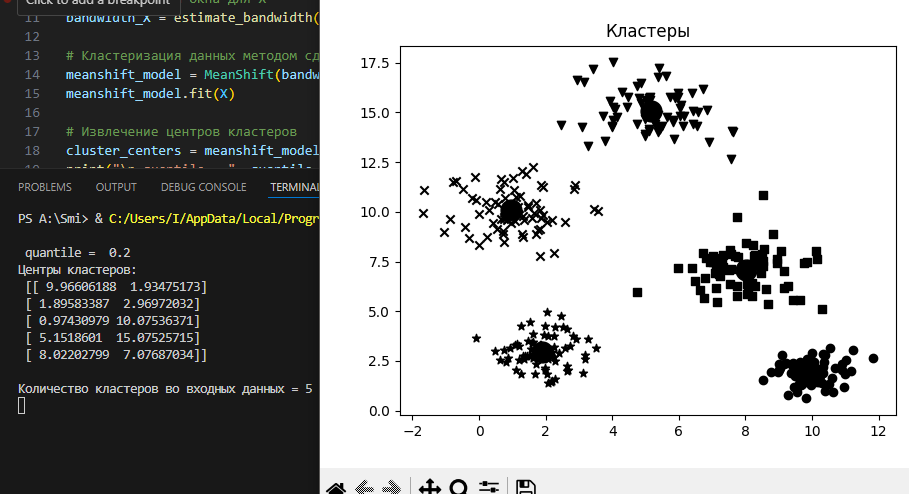 Click to add a breakpoint
окна для X
11 bandwidth_X = estimate_bandwidth(
12
13 # Кластеризация данных методом сд
14 meanshift_model = MeanShift(bandw
15 meanshift_model.fit(X)
16
17 # Извлечение центров кластеров
18 cluster_centers = meanshift_model
PROBLEMS OUTPUT DEBUG CONSOLE TERMINAL
PS A:\Smi> & C:/Users/I/AppData/Local/Progr
quantile = 0.2
Центры кластеров:
[[ 9.96606188 1.93475173]
[ 1.89583387 2.96972032]
[ 0.97430979 10.07536371]
[ 5.1518601 15.07525715]
[ 8.02202799 7.07687034]]
Количество кластеров во входных данных = 5
Кластеры
17.5
15.0
12.5
10.0
7.5
5.0
2.5
0.0
−2 0 2 4 6 8 10 12